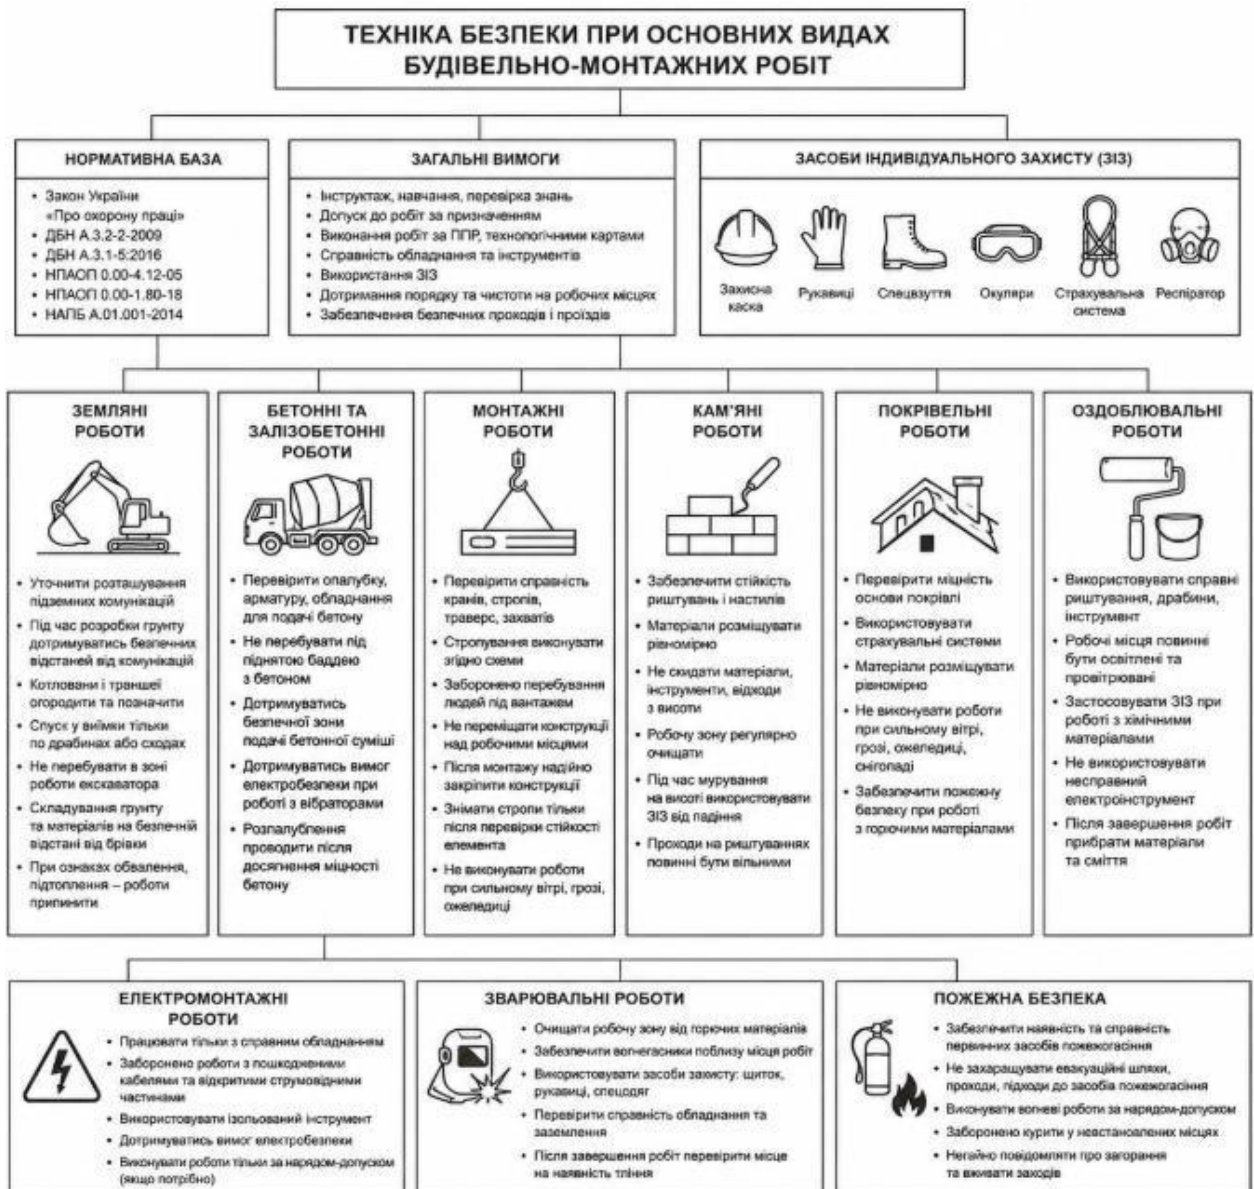 ТЕХНІКА БЕЗПЕКИ ПРИ ОСНОВНИХ ВИДАХ
БУДІВЕЛЬНО-МОНТАЖНИХ РОБІТ
НОРМАТИВНА БАЗА
• Закон України
«Про охорону праці»
• ДБН А.3.2-2-2009
• ДБН А.3.1-5:2016
• НПАОП 0.00-4.12-05
• НПАОП 0.00-1.80-18
• НАПБ А.01.001-2014
ЗАГАЛЬНІ ВИМОГИ
• Інструктаж, навчання, перевірка знань
• Допуск до робіт за призначенням
• Виконання робіт за ППР, технологічними картами
• Справність обладнання та інструментів
• Використання ЗІЗ
• Дотримання порядку та чистоти на робочих місцях
• Забезпечення безпечних проходів і проїздів
ЗАСОБИ ІНДИВІДУАЛЬНОГО ЗАХИСТУ (ЗІЗ)
Захисна
каска
Рукавиці
Спецвзуття
Окуляри
Страхувальна
система
Респіратор
ЗЕМЛЯНІ
РОБОТИ
• Уточнити розташування
підземних комунікацій
• Під час розробки ґрунту
дотримуватись безпечних
відстаней від комунікацій
• Котловани і траншеї
огородити та позначити
• Спуск у виїмки тільки
по драбинах або сходах
• Не перебувати в зоні
роботи екскаватора
• Складування ґрунту
та матеріалів на безпечній
відстані від брівки
• При ознаках обвалення,
підтоплення – роботи
припинити
БЕТОННІ ТА
ЗАЛІЗОБЕТОННІ
РОБОТИ
• Перевірити опалубку,
арматуру, обладнання
для подачі бетону
• Не перебувати під
піднятою баддею
з бетоном
• Дотримуватись
безпечної зони
подачі бетонної суміші
• Дотримуватись вимог
електробезпеки при
роботі з вібраторами
• Розпалублення
проводити після
досягнення міцності
бетону
МОНТАЖНІ
РОБОТИ
• Перевірити справність
кранів, стропів,
траверс, захватів
• Стропування виконувати
згідно схеми
• Заборонено перебування
людей під вантажем
• Не переміщати конструкції
над робочими місцями
• Після монтажу надійно
закріпити конструкції
• Знімати стропи тільки
після перевірки стійкості
елемента
• Не виконувати роботи
при сильному вітрі, грозі,
ожеледиці
КАМ'ЯНІ
РОБОТИ
• Забезпечити стійкість
риштувань і настилів
• Матеріали розміщувати
рівномірно
• Не скидати матеріали,
інструменти, відходи
з висоти
• Робочу зону регулярно
очищати
• Під час мурування
на висоті використовувати
ЗІЗ від падіння
• Проходи на риштуваннях
повинні бути вільними
ПОКРІВЕЛЬНІ
РОБОТИ
• Перевірити міцність
основи покрівлі
• Використовувати
страхувальні системи
• Матеріали розміщувати
рівномірно
• Не виконувати роботи
при сильному вітрі,
грозі, ожеледиці,
снігопаді
• Забезпечити пожежну
безпеку при роботі
з горючими матеріалами
ОЗДОБЛЮВАЛЬНІ
РОБОТИ
• Використовувати справні
риштування, драбини,
інструмент
• Робочі місця повинні
бути освітлені та
провітрювані
• Застосовувати ЗІЗ при
роботі з хімічними
матеріалами
• Не використовувати
несправний
електроінструмент
• Після завершення робіт
прибрати матеріали
та сміття
ЕЛЕКТРОМОНТАЖНІ
РОБОТИ
• Працювати тільки з справним обладнанням
• Заборонено роботи з пошкодженими
кабелями та відкритими струмовідними
частинами
• Використовувати ізольований інструмент
• Дотримуватись вимог електробезпеки
• Виконувати роботи тільки за нарядом-допуском
(якщо потрібно)
ЗВАРЮВАЛЬНІ РОБОТИ
• Очищати робочу зону від горючих матеріалів
• Забезпечити вогнегасники поблизу місця робіт
• Використовувати засоби захисту: щиток,
рукавиці, спецодяг
• Перевірити справність обладнання та
заземлення
• Після завершення робіт перевірити місце
на наявність тління
ПОЖЕЖНА БЕЗПЕКА
• Забезпечити наявність та справність
первинних засобів пожежогасіння
• Не захаращувати евакуаційні шляхи,
проходи, підходи до засобів пожежогасіння
• Виконувати вогневі роботи за нарядом-допуском
• Заборонено курити у невстановлених місцях
• Негайно повідомляти про загорання
та вживати заходів